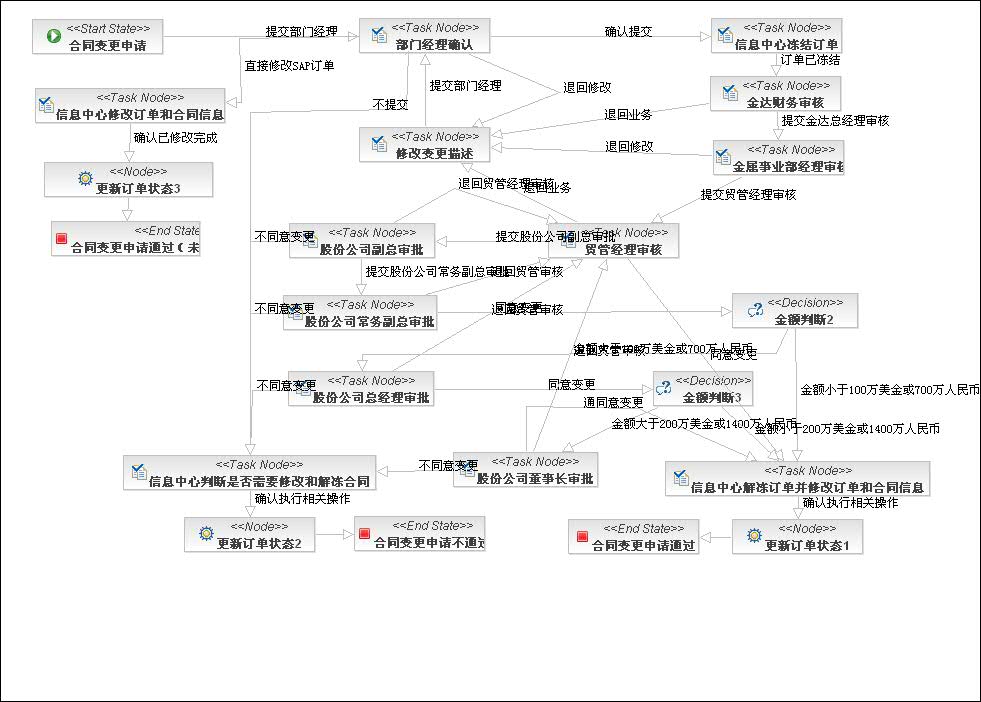 <<Start State>>
合同变更申请
提交部门经理
<<Task Node>>
部门经理确认
确认提交
<<Task Node>>
信息中心冻结订单
直接修改SAP订单
订单已冻结
<<Task Node>>
信息中心修改订单和合同信息
不提交
提交部门经理
退回修改
<<Task Node>>
金达财务审核
退回业务
提交金达总经理审核
确认已修改完成
<<Task Node>>
修改变更描述
退回修改
<<Task Node>>
金属事业部经理审核
<<Node>>
更新订单状态3
退回贸管经理审核
退回业务
提交贸管经理审核
<<End State
合同变更申请通过（未
不同意变更
<<Task Node>>
股份公司副总审批
提交股份公司副总审批
<<Task Node>>
贸管经理审核
提交股份公司常务副总审批
退回贸管审核
不同意变更
<<Task Node>>
股份公司常务副总审批
同意变更
退回贸管审核
<<Decision>>
金额判断2
金额大于100万美金或700万人民币
退回贸管审核
同意变更
不同意变更
<<Task Node>>
股份公司总经理审批
同意变更
<<Decision>>
金额判断3
金额小于100万美金或700万人民币
通同意变更
金额大于200万美金或1400万人民币
金额小于200万美金或1400万人民币
<<Task Node>>
信息中心判断是否需要修改和解冻合同
不同意变更
<<Task Node>>
股份公司董事长审批
<<Task Node>>
信息中心解冻订单并修改订单和合同信息
确认执行相关操作
确认执行相关操作
<<Node>>
更新订单状态2
<<End State>>
合同变更申请不通过
<<End State>>
合同变更申请通过
<<Node>>
更新订单状态1